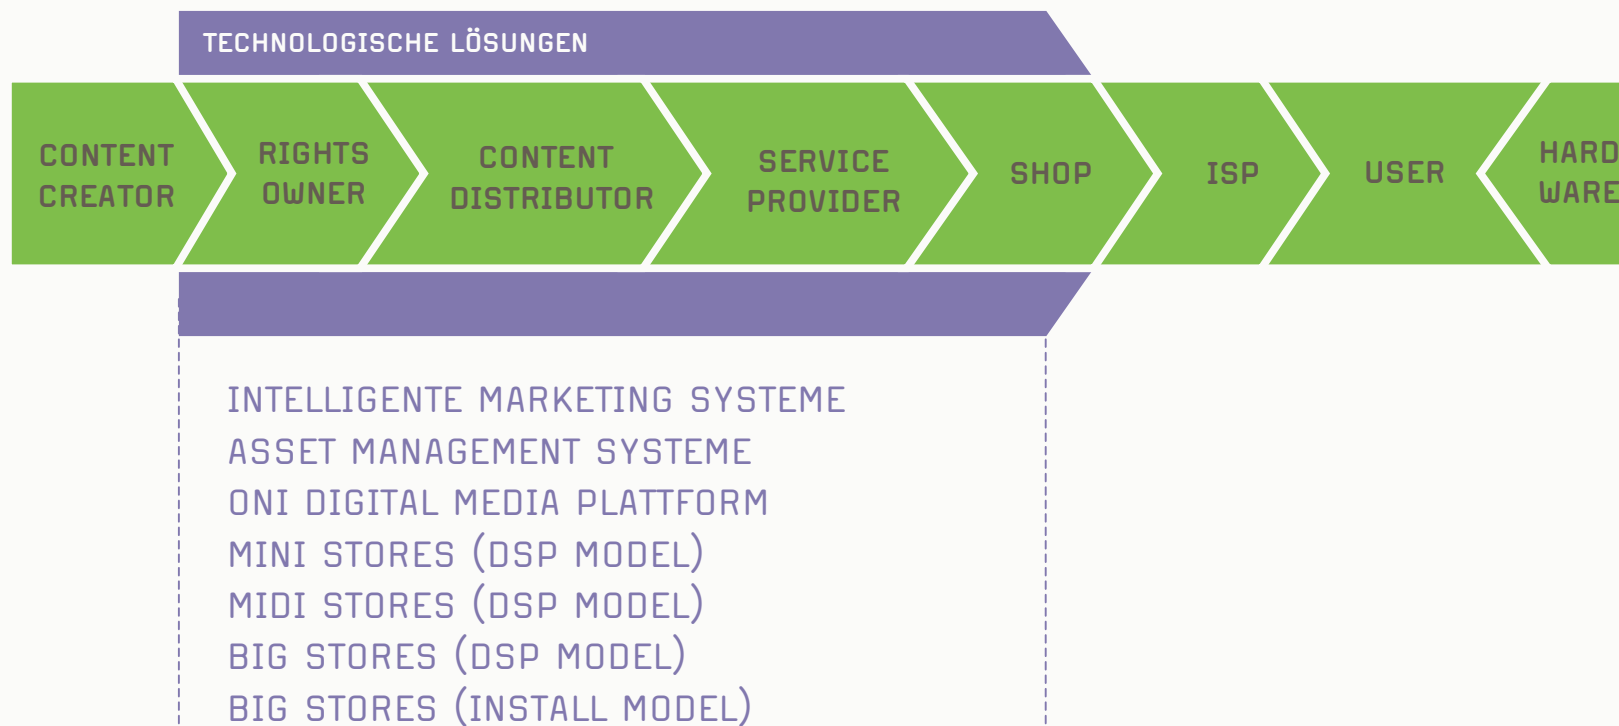 TECHNOLOGISCHE LÖSUNGEN
CONTENT
CREATOR
RIGHTS
OWNER
CONTENT
DISTRIBUTOR
SERVICE
PROVIDER
SHOP
ISP
USER
HARD
WARE
INTELLIGENTE MARKETING SYSTEME
ASSET MANAGEMENT SYSTEME
ONI DIGITAL MEDIA PLATTFORM
MINI STORES (DSP MODEL)
MIDI STORES (DSP MODEL)
BIG STORES (DSP MODEL)
BIG STORES (INSTALL MODEL)